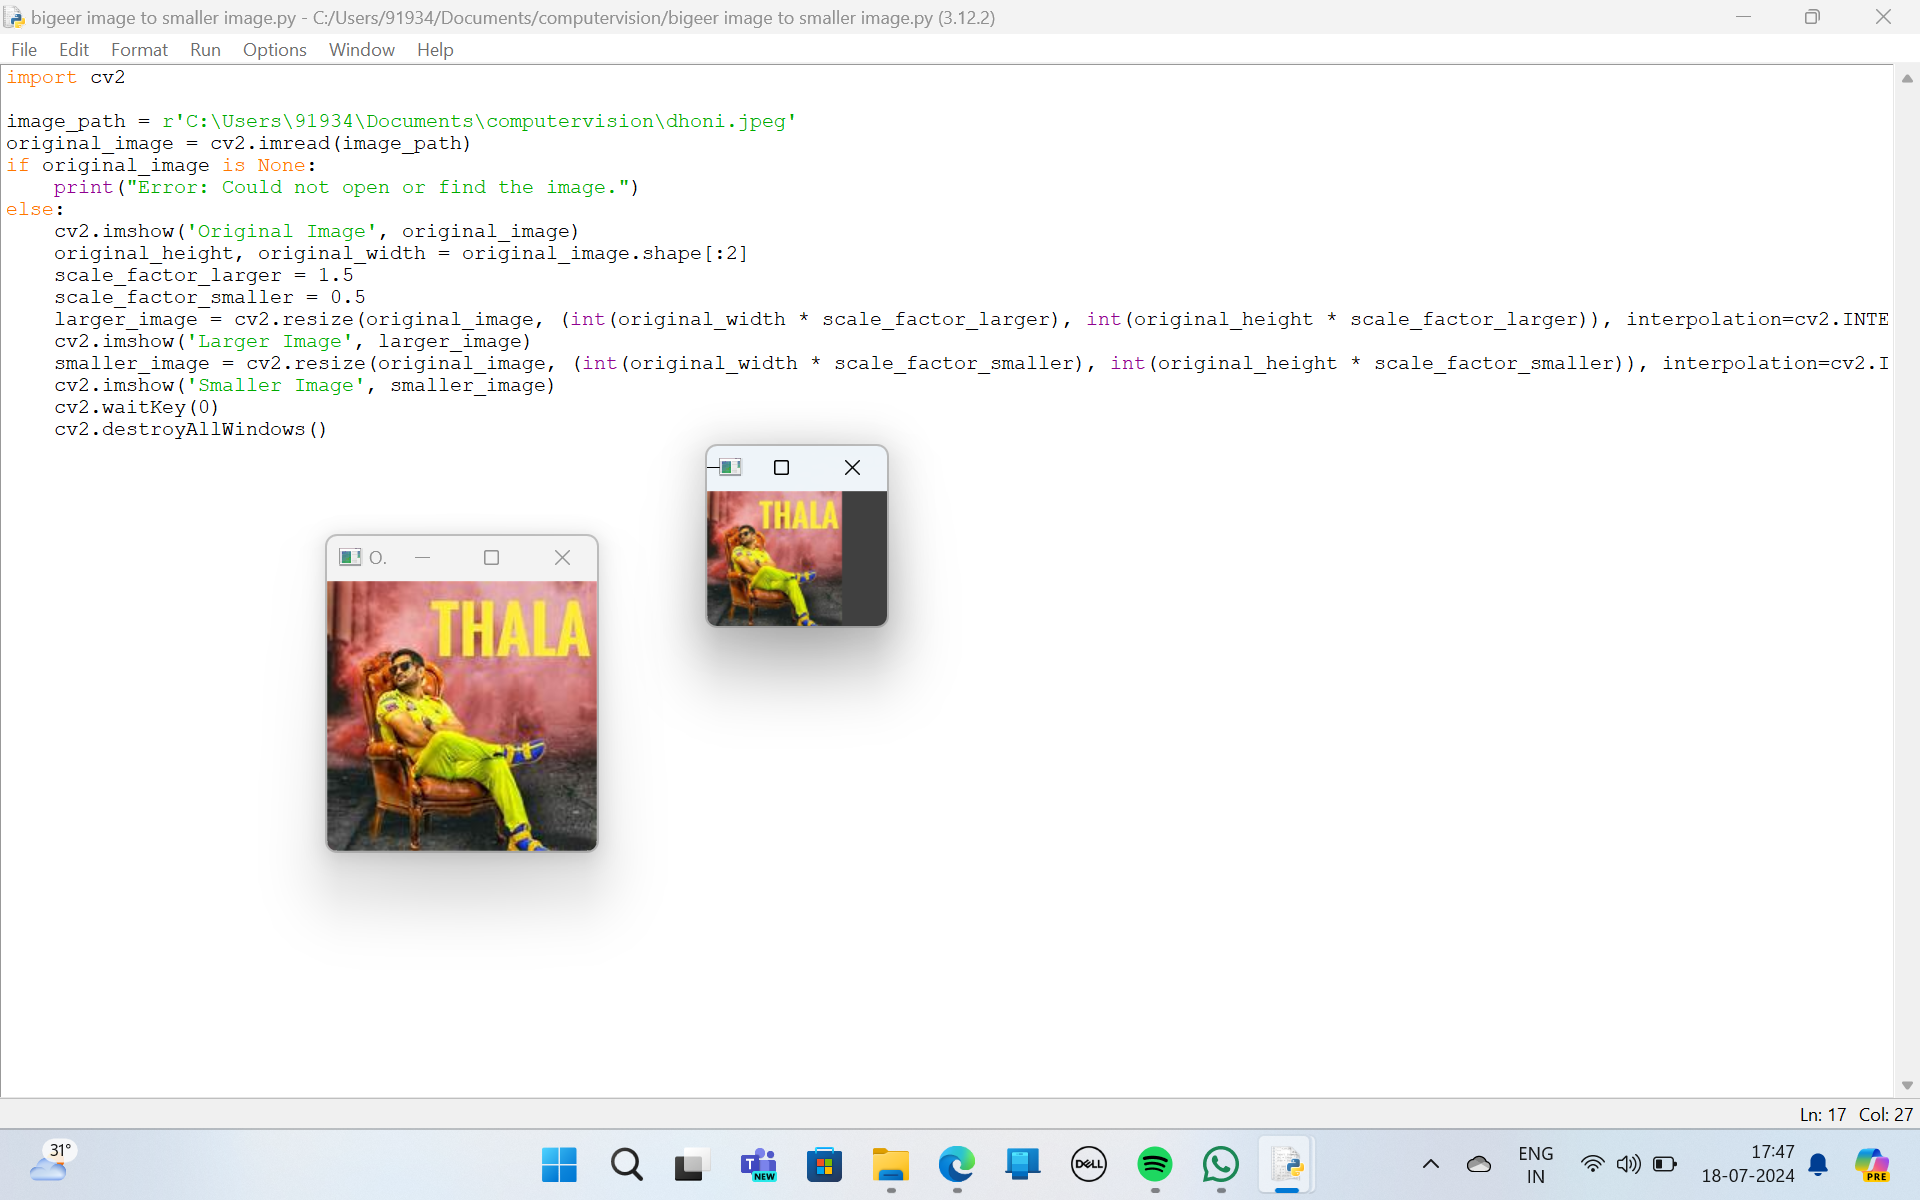 bigeer image to smaller image.py - C:/Users/91934/Documents/computervision/bigeer image to smaller image.py (3.12.2)
File Edit Format Run Options Window Help
import cv2
image_path = r'C:\Users\91934\Documents\computervision\dhoni.jpeg'
original_image = cv2.imread(image_path)
if original_image is None:
    print("Error: Could not open or find the image.")
else:
    cv2.imshow('Original Image', original_image)
    original_height, original_width = original_image.shape[:2]
    scale_factor_larger = 1.5
    scale_factor_smaller = 0.5
    larger_image = cv2.resize(original_image, (int(original_width * scale_factor_larger), int(original_height * scale_factor_larger)), interpolation=cv2.INTE
    cv2.imshow('Larger Image', larger_image)
    smaller_image = cv2.resize(original_image, (int(original_width * scale_factor_smaller), int(original_height * scale_factor_smaller)), interpolation=cv2.I
    cv2.imshow('Smaller Image', smaller_image)
    cv2.waitKey(0)
    cv2.destroyAllWindows()
THALA
O.
THALA
Ln: 17 Col: 27
31°
NEW
DELL
ENG
IN
17:47
18-07-2024
PRE